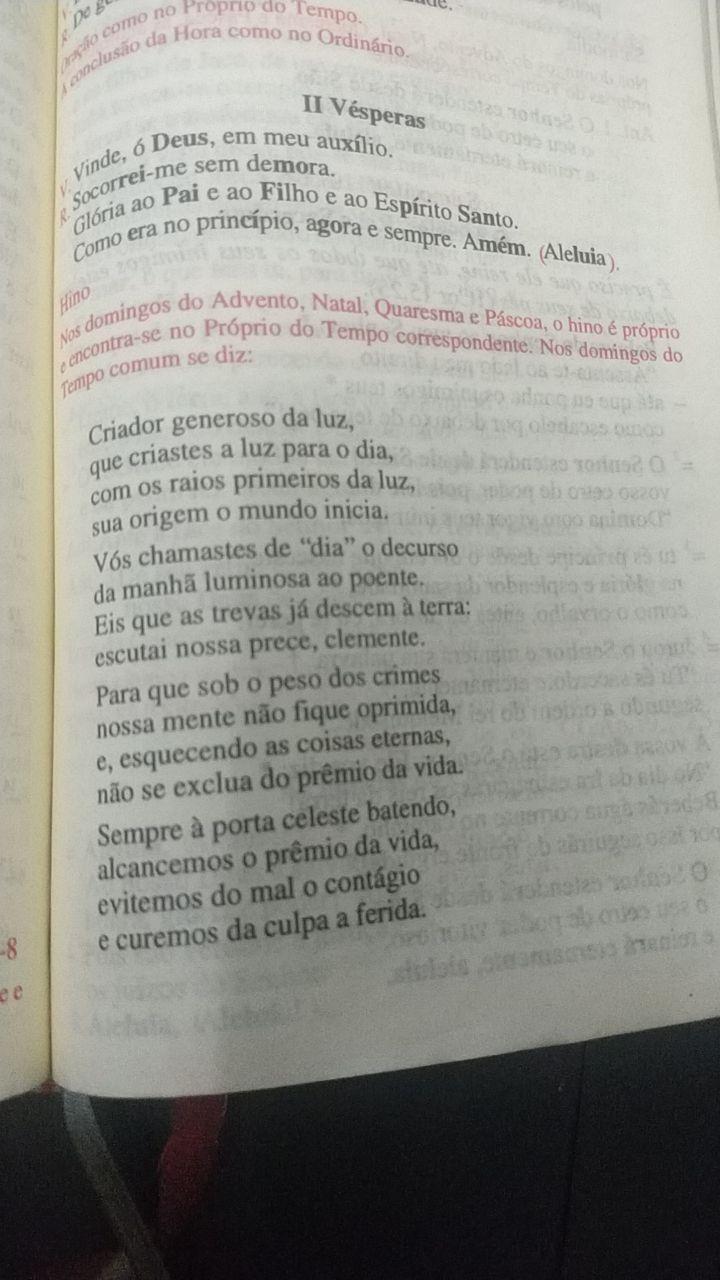 R. De
Oração como no Próprio do Tempo.
A conclusão da Hora como no Ordinário.
II Vésperas
V. Vinde, ó Deus, em meu auxílio.
R. Socorrei-me sem demora.
Glória ao Pai e ao Filho e ao Espírito Santo.
Como era no princípio, agora e sempre. Amém. (Aleluia).
Hino
Nos domingos do Advento, Natal, Quaresma e Páscoa, o hino é próprio
e encontra-se no Próprio do Tempo correspondente. Nos domingos do
Tempo comum se diz:
Criador generoso da luz,
que criastes a luz para o dia,
com os raios primeiros da luz,
sua origem o mundo inicia.
Vós chamastes de “dia” o decurso
da manhã luminosa ao poente.
Eis que as trevas já descem à terra:
escutai nossa prece, clemente.
Para que sob o peso dos crimes
nossa mente não fique oprimida,
e, esquecendo as coisas eternas,
não se exclua do prêmio da vida.
Sempre à porta celeste batendo,
alcancemos o prêmio da vida,
evitemos do mal o contágio
e curemos da culpa a ferida.
-8
e e